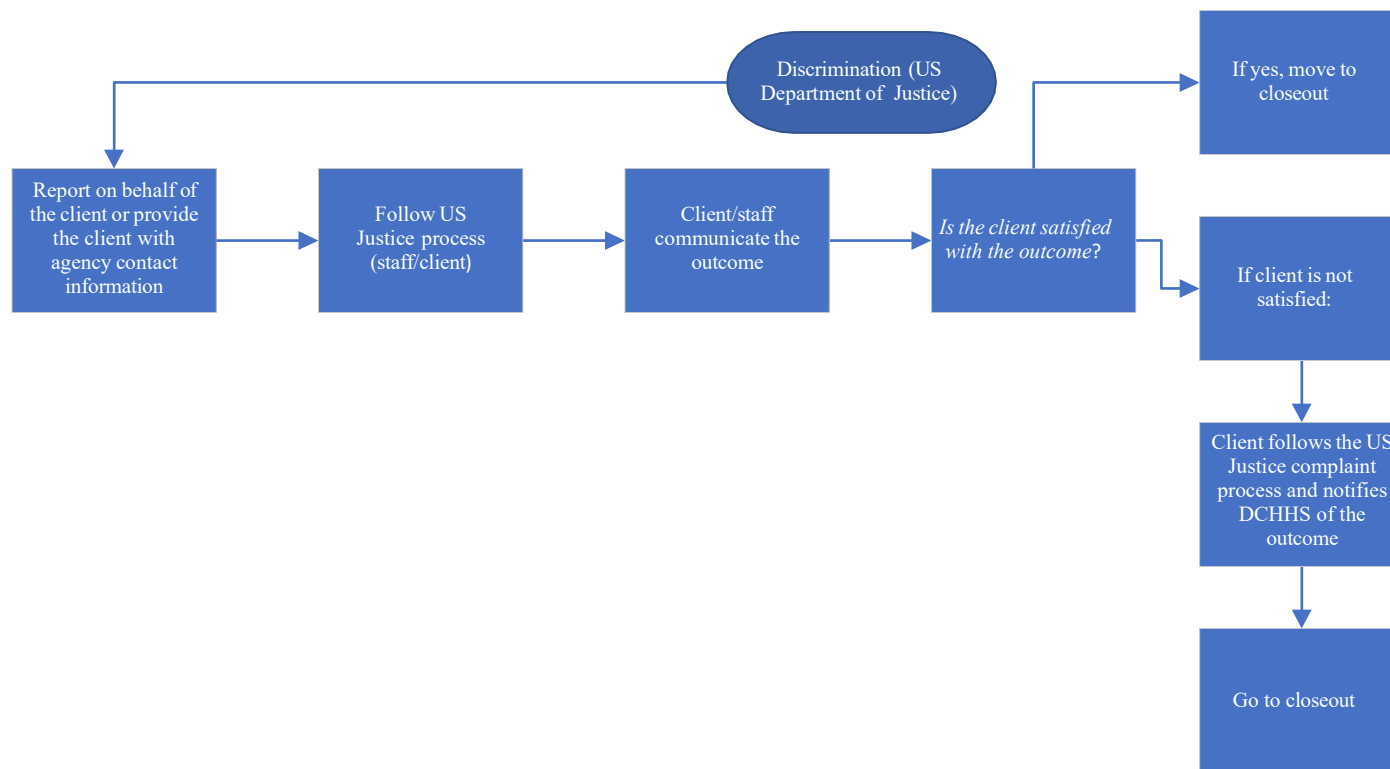 Discrimination (US
Department of Justice)
If yes, move to
closeout
Report on behalf of
the client or provide
the client with
agency contact
information
Follow US
Justice process
(staff/client)
Client/staff
communicate the
outcome
Is the client satisfied
with the outcome?
If client is not
satisfied:
Client follows the US
Justice complaint
process and notifies
DCHHS of the
outcome
Go to closeout